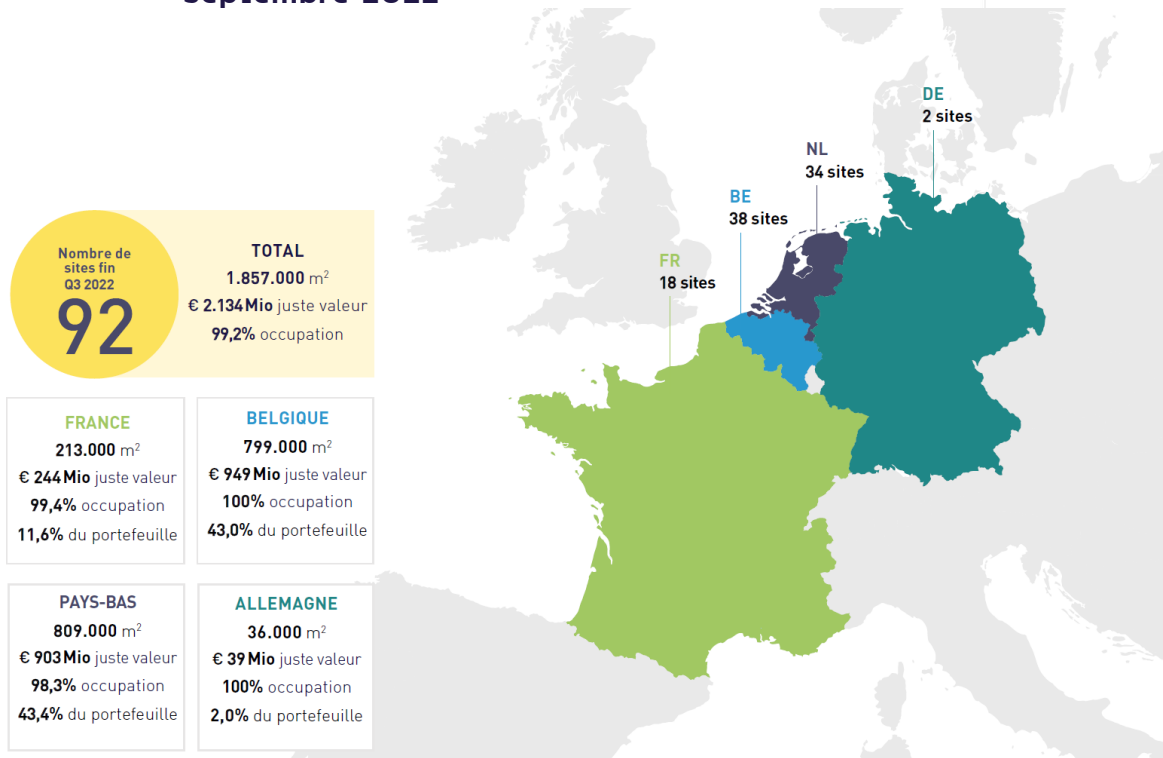 septembre 2022
DE
2 sites
NL
34 sites
BE
38 sites
FR
18 sites
Nombre de
sites fin
Q3 2022
92
TOTAL
1.857.000 m²
€ 2.134 Mio juste valeur
99,2% occupation
FRANCE
213.000 m²
€ 244 Mio juste valeur
99,4% occupation
11,6% du portefeuille
BELGIQUE
799.000 m²
€ 949 Mio juste valeur
100% occupation
43,0% du portefeuille
PAYS-BAS
809.000 m²
€ 903 Mio juste valeur
98,3% occupation
43,4% du portefeuille
ALLEMAGNE
36.000 m²
€ 39 Mio juste valeur
100% occupation
2,0% du portefeuille